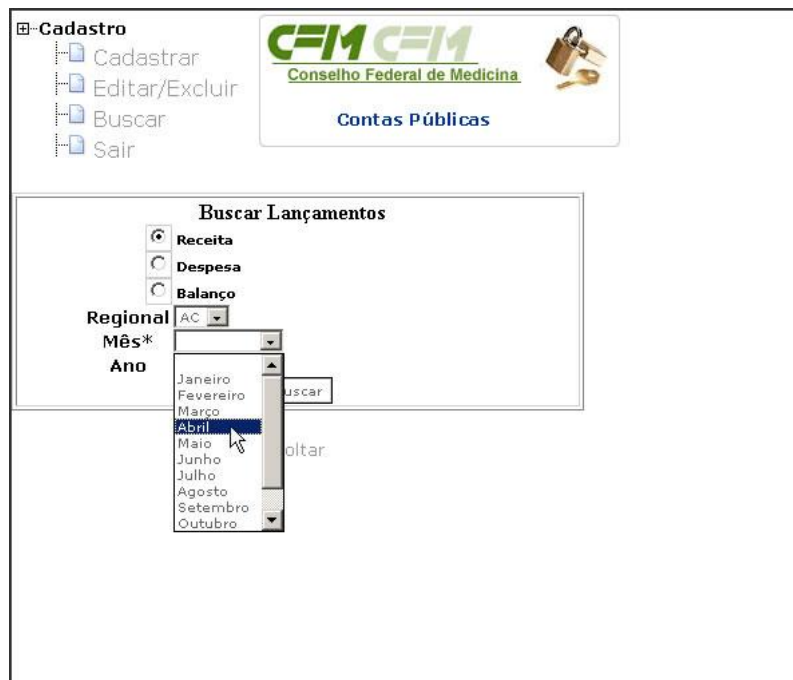 Cadastro
Cadastrar
Editar/Excluir
Buscar
Sair
CFM CFM
Conselho Federal de Medicina
Contas Públicas
Buscar Lançamentos
Receita
Despesa
Balanço
Regional AC
Mês*
Ano
Janeiro
Fevereiro
Março
Abril
Maio
Junho
Julho
Agosto
Setembro
Outubro
uscar
oltar